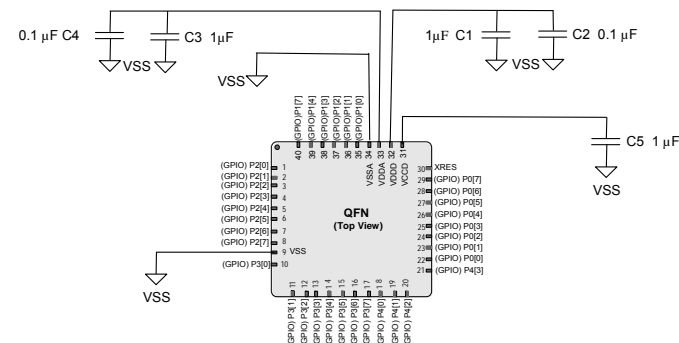 0.1 µF C4
C3 1µF
1µF C1
C2 0.1 µF
VSS
VSS
VSS
C5 1 µF
VSS
40 (GPIO)P1[7]
39 (GPIO)P1[4]
38 (GPIO)P1[3]
37 (GPIO)P1[2]
36 (GPIO)P1[1]
35 (GPIO)P1[0]
34 VSSA
33 VDDA
32 VDDD
31 VCCD
(GPIO) P2[0] 1
(GPIO) P2[1] 2
(GPIO) P2[2] 3
(GPIO) P2[3] 4
(GPIO) P2[4] 5
(GPIO) P2[5] 6
(GPIO) P2[6] 7
(GPIO) P2[7] 8
9 VSS
(GPIO) P3[0] 10
VSS
QFN
(Top View)
30 XRES
29 (GPIO) P0[7]
28 (GPIO) P0[6]
27 (GPIO) P0[5]
26 (GPIO) P0[4]
25 (GPIO) P0[3]
24 (GPIO) P0[2]
23 (GPIO) P0[1]
22 (GPIO) P0[0]
21 (GPIO) P4[3]
GPIO) P3[1] 11
GPIO) P3[2] 12
GPIO) P3[3] 13
GPIO) P3[4] 14
GPIO) P3[5] 15
GPIO) P3[6] 16
GPIO) P3[7] 17
GPIO) P4[0] 18
GPIO) P4[1] 19
GPIO) P4[2] 20